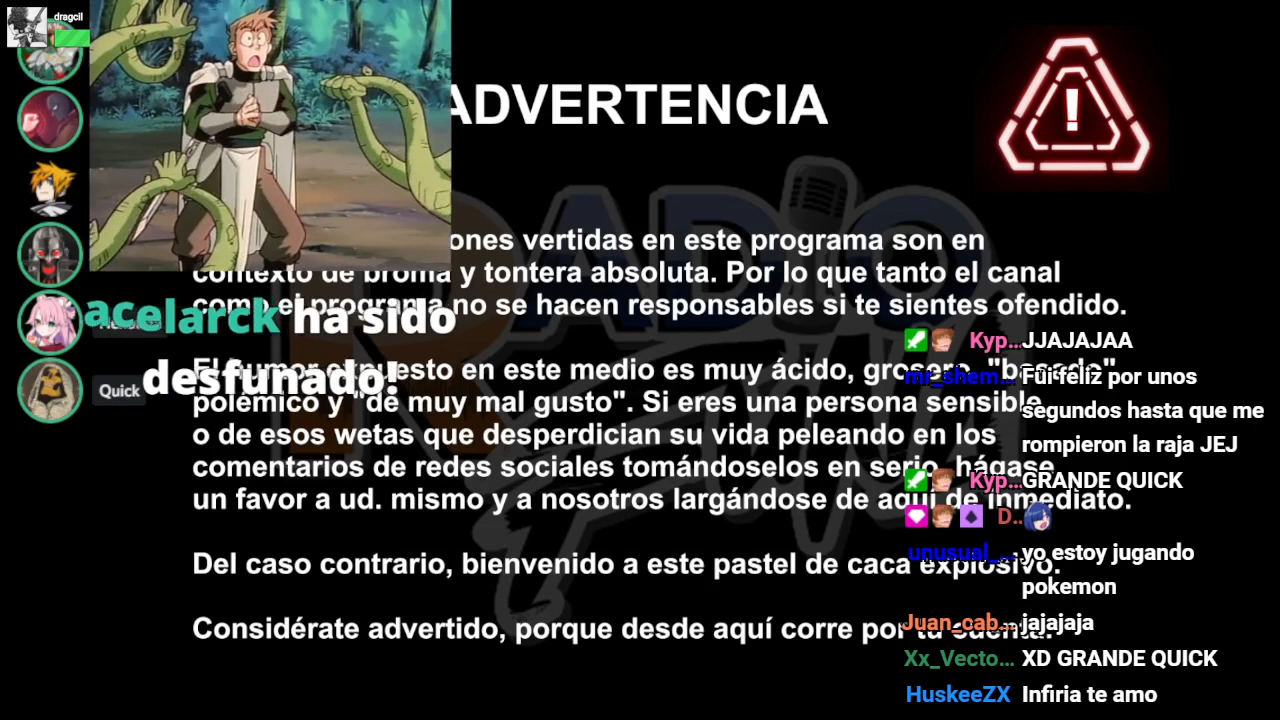 dragcil
ADVERTENCIA
RADIO
ones vertidas en este programa son en
contexto de broma y tontera absoluta. Por lo que tanto el canal
como el programa no se hacen responsables si te sientes ofendido.
acelarck ha sido
desfunado!
Quick
El humor expuesto en este medio es muy ácido, grosero,
polémico y "de muy mal gusto". Si eres una persona sensible
o de esos wetas que desperdician su vida peleando en los
comentarios de redes sociales tomándoselos en serio, hágase
un favor a ud. mismo y a nosotros largándose de aquí de inmediato.
Del caso contrario, bienvenido a este pastel de caca explosivo.
Considérate advertido, porque desde aquí corre por tu cuenta.
Kyp... JJAJAJAA
mr_shem... Fui feliz por unos
segundos hasta que me
rompieron la raja JEJ
Kyp... GRANDE QUICK
D...
unusual_... yo estoy jugando
pokemon
Juan_cab... jajajaja
Xx_Vecto... XD GRANDE QUICK
HuskeeZX Infiria te amo